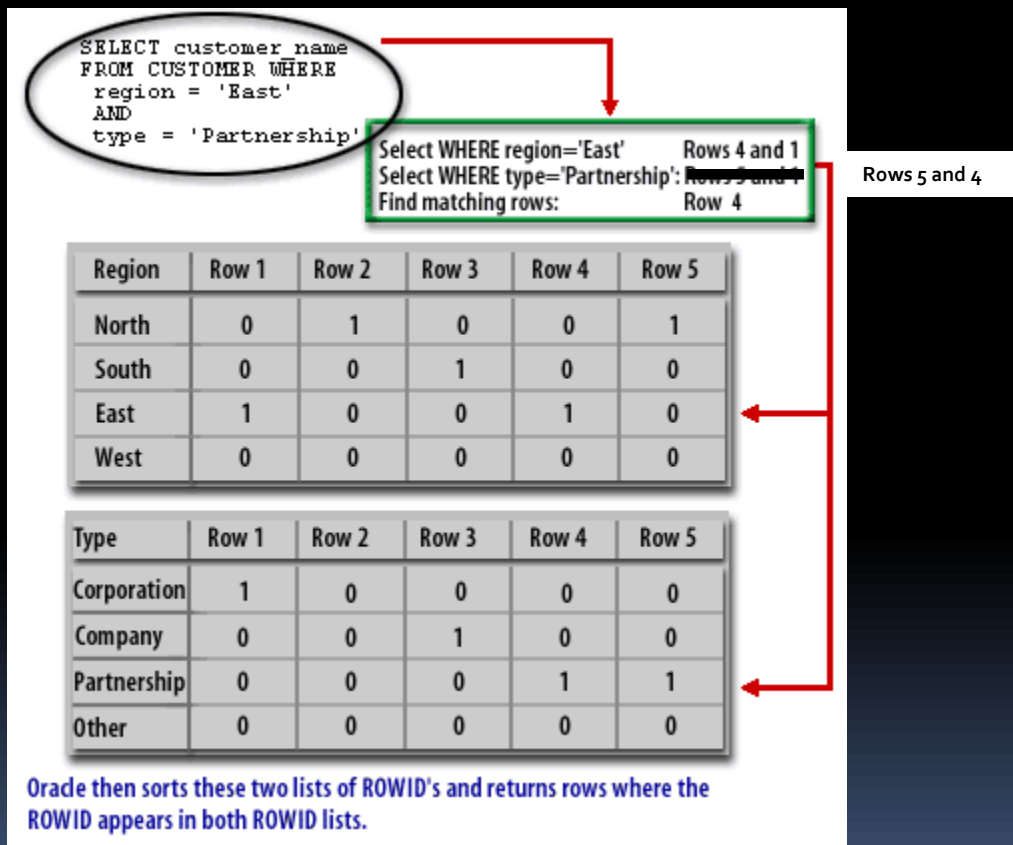 SELECT customer_name
FROM CUSTOMER WHERE
region = 'East'
AND
type = 'Partnership'
Select WHERE region='East' Rows 4 and 1
Select WHERE type='Partnership':
Find matching rows: Row 4
Rows 5 and 4
Region Row 1 Row 2 Row 3 Row 4 Row 5
North 0 1 0 0 1
South 0 0 1 0 0
East 1 0 0 1 0
West 0 0 0 0 0
Type Row 1 Row 2 Row 3 Row 4 Row 5
Corporation 1 0 0 0 0
Company 0 0 1 0 0
Partnership 0 0 0 1 1
Other 0 0 0 0 0
Oracle then sorts these two lists of ROWID's and returns rows where the
ROWID appears in both ROWID lists.